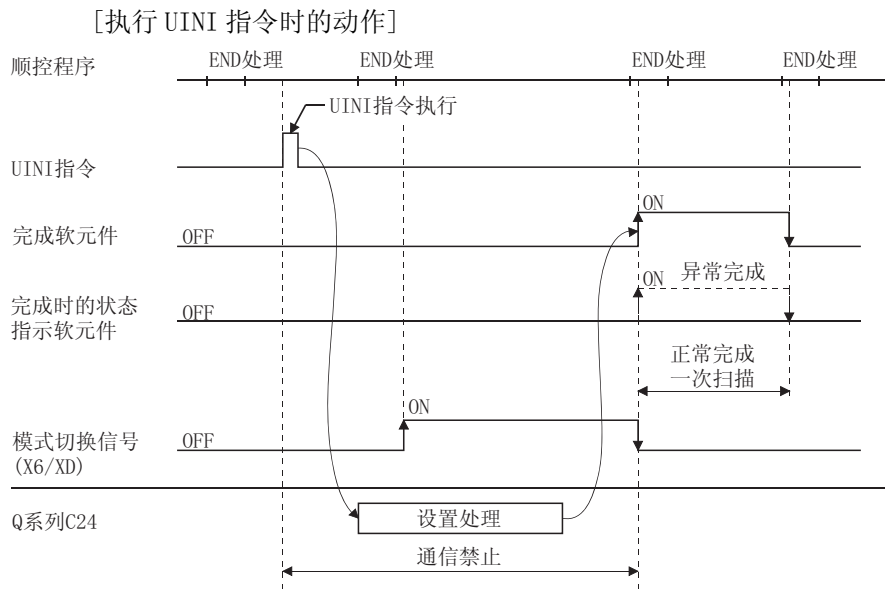 [执行 UINI 指令时的动作]
END处理 END处理 END处理 END处理
顺控程序
UINI指令执行
UINI指令
ON
完成软元件 OFF
ON 异常完成
完成时的状态
指示软元件 OFF
正常完成
一次扫描
ON
模式切换信号 OFF
(X6/XD)
Q系列C24 设置处理
通信禁止